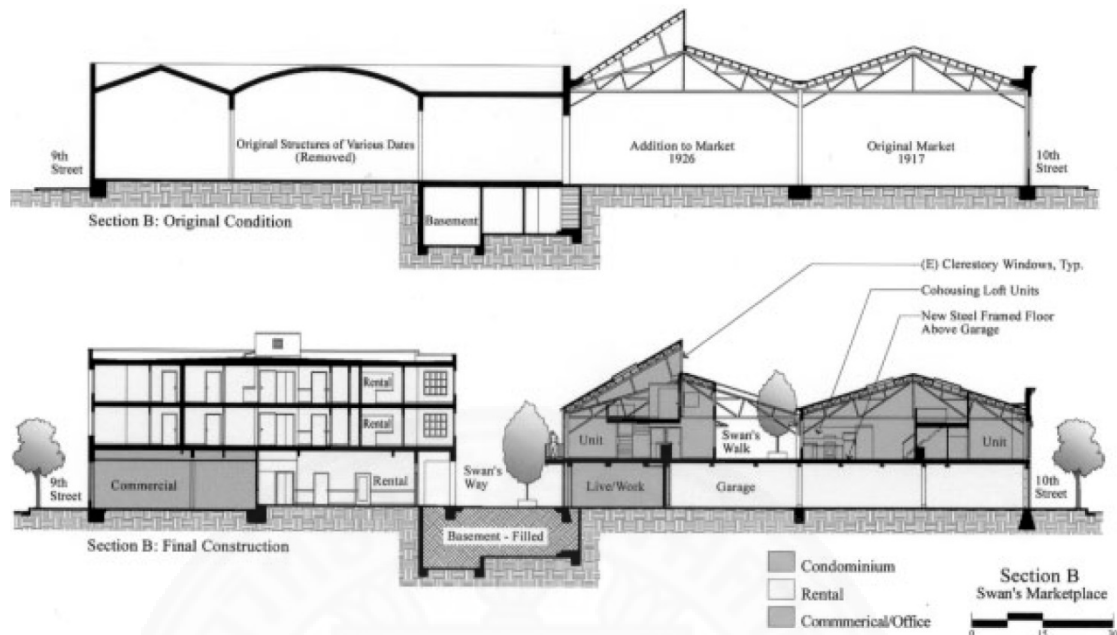 9th
Street
Original Structures of Various Dates
(Removed)
Addition to Market
1926
Original Market
1917
10th
Street
Basement
Section B: Original Condition
(E) Clerestory Windows, Typ.
Cohousing Loft Units
New Steel Framed Floor
Above Garage
Rental
Rental
Unit
Swan's
Walk
Unit
9th
Street
Commercial
Rental
Swan's
Way
Live/Work
Garage
10th
Street
Section B: Final Construction
Basement - Filled
Condominium
Rental
Commmerical/Office
Section B
Swan's Marketplace
0 15 30